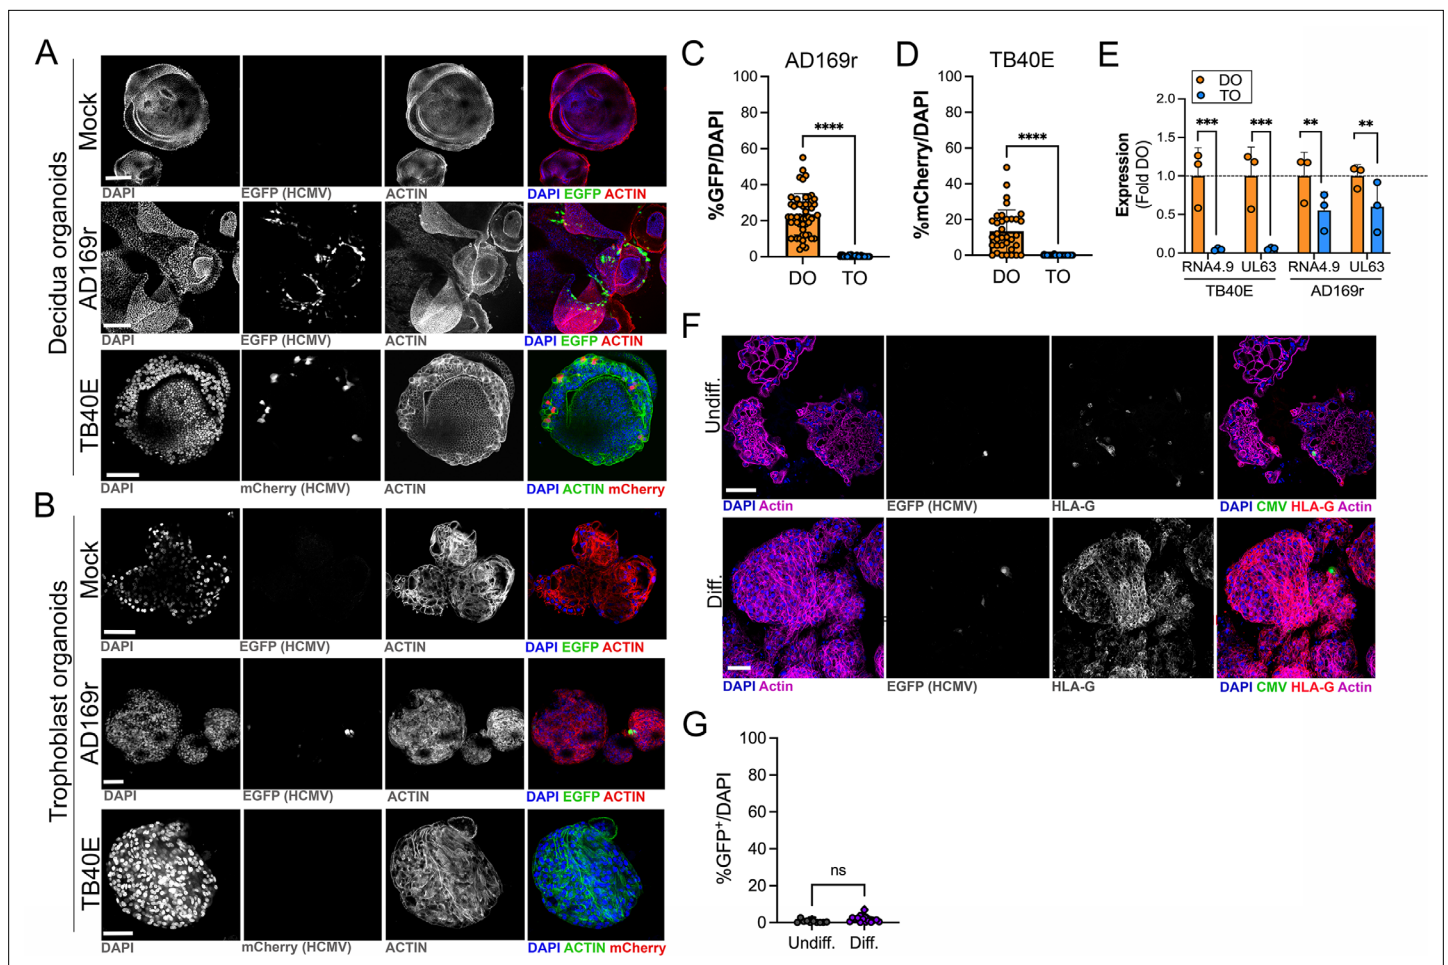 A
Decidua organoids
Mock
DAPI
EGFP (HCMV)
ACTIN
DAPI EGFP ACTIN
AD169r
DAPI
EGFP (HCMV)
ACTIN
DAPI EGFP ACTIN
TB40E
DAPI
mCherry (HCMV)
ACTIN
DAPI ACTIN mCherry
B
Trophoblast organoids
Mock
DAPI
EGFP (HCMV)
ACTIN
DAPI EGFP ACTIN
AD169r
DAPI
EGFP (HCMV)
ACTIN
DAPI EGFP ACTIN
TB40E
DAPI
mCherry (HCMV)
ACTIN
DAPI ACTIN mCherry
C
AD169r
%GFP/DAPI
100
80
60
40
20
0
****
DO
TO
D
TB40E
%mCherry/DAPI
100
80
60
40
20
0
****
DO
TO
E
DO
TO
Expression
(Fold DO)
2.0
1.5
1.0
0.5
0.0
***
***
**
**
RNA4.9
UL63
RNA4.9
UL63
TB40E
AD169r
F
Undiff.
DAPI Actin
EGFP (HCMV)
HLA-G
DAPI CMV HLA-G Actin
Diff.
DAPI Actin
EGFP (HCMV)
HLA-G
DAPI CMV HLA-G Actin
G
%GFP⁺/DAPI
100
80
60
40
20
0
ns
Undiff.
Diff.